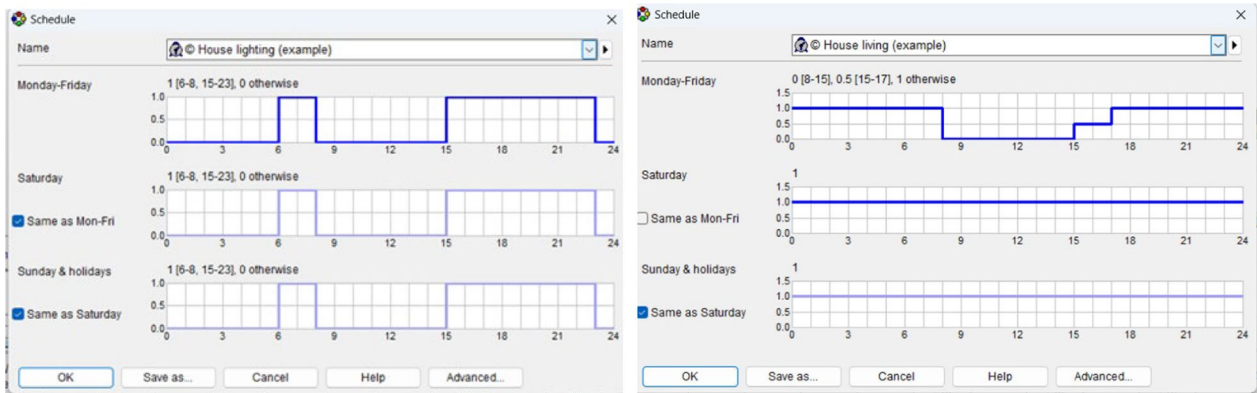 Schedule
Name
© House lighting (example)
Monday-Friday
1 [6-8, 15-23], 0 otherwise
1.0
0.5
0.0
0 3 6 9 12 15 18 21 24
Saturday
1 [6-8, 15-23], 0 otherwise
1.0
Same as Mon-Fri
0.5
0.0
0 3 6 9 12 15 18 21 24
Sunday & holidays
1 [6-8, 15-23], 0 otherwise
1.0
Same as Saturday
0.5
0.0
0 3 6 9 12 15 18 21 24
OK Save as... Cancel Help Advanced...
Schedule
Name
© House living (example)
Monday-Friday
0 [8-15], 0.5 [15-17], 1 otherwise
1.5
1.0
0.5
0.0
0 3 6 9 12 15 18 21 24
Saturday
1
1.5
1.0
Same as Mon-Fri
0.5
0.0
0 3 6 9 12 15 18 21 24
Sunday & holidays
1
1.5
1.0
Same as Saturday
0.5
0.0
0 3 6 9 12 15 18 21 24
OK Save as... Cancel Help Advanced...